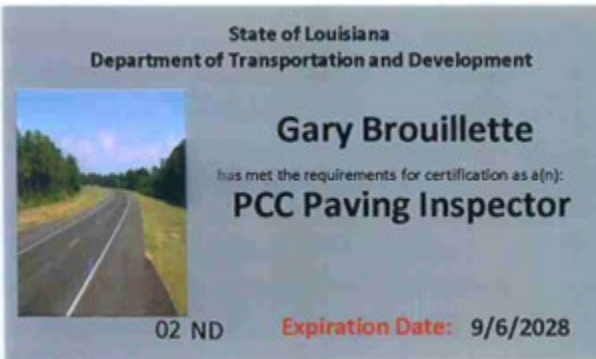 State of Louisiana
Department of Transportation and Development
Gary Brouillette
has met the requirements for certification as a(n):
PCC Paving Inspector
02 ND
Expiration Date: 9/6/2028